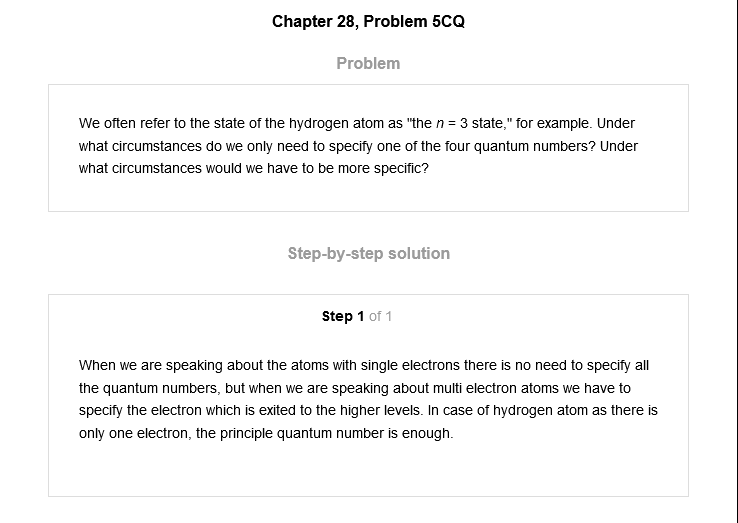 Chapter 28, Problem 5CQ
Problem
We often refer to the state of the hydrogen atom as "the n = 3 state," for example. Under
what circumstances do we only need to specify one of the four quantum numbers? Under
what circumstances would we have to be more specific?
Step-by-step solution
Step 1 of 1
When we are speaking about the atoms with single electrons there is no need to specify all
the quantum numbers, but when we are speaking about multi electron atoms we have to
specify the electron which is exited to the higher levels. In case of hydrogen atom as there is
only one electron, the principle quantum number is enough.